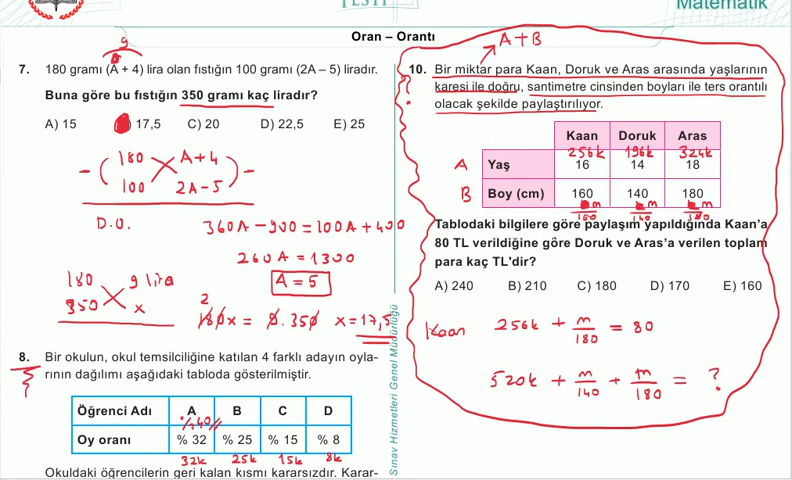 TESTİ
Matematik
Oran – Orantı
9
7. 180 gramı (A + 4) lira olan fıstığın 100 gramı (2A – 5) liradır.
Buna göre bu fıstığın 350 gramı kaç liradır?
A) 15
17,5
C) 20
D) 22,5
E) 25
- ( 180 A+4 ) -
100 2A-5
D.O.
360A - 900 = 100A + 400
260A = 1300
A = 5
180 9 lira
350 x
2
180x = 9.350 x=17,5
8. Bir okulun, okul temsilciliğine katılan 4 farklı adayın oyla-
rının dağılımı aşağıdaki tabloda gösterilmiştir.
Öğrenci Adı A B C D
%40
Oy oranı % 32 % 25 % 15 % 8
32k 25k 15k 8k
Okuldaki öğrencilerin geri kalan kısmı kararsızdır. Karar-
Sınav Hizmetleri Genel Müdürlüğü
A+B
10. Bir miktar para Kaan, Doruk ve Aras arasında yaşlarının
karesi ile doğru, santimetre cinsinden boyları ile ters orantılı
olacak şekilde paylaştırılıyor.
Kaan Doruk Aras
256k 196k 324k
A Yaş 16 14 18
B Boy (cm) 160 140 180
m m m
160 140 180
Tablodaki bilgilere göre paylaşım yapıldığında Kaan'a
80 TL verildiğine göre Doruk ve Aras'a verilen toplam
para kaç TL'dir?
A) 240 B) 210 C) 180 D) 170 E) 160
Kaan 256k + m/180 = 80
520k + m/140 + m/180 = ?